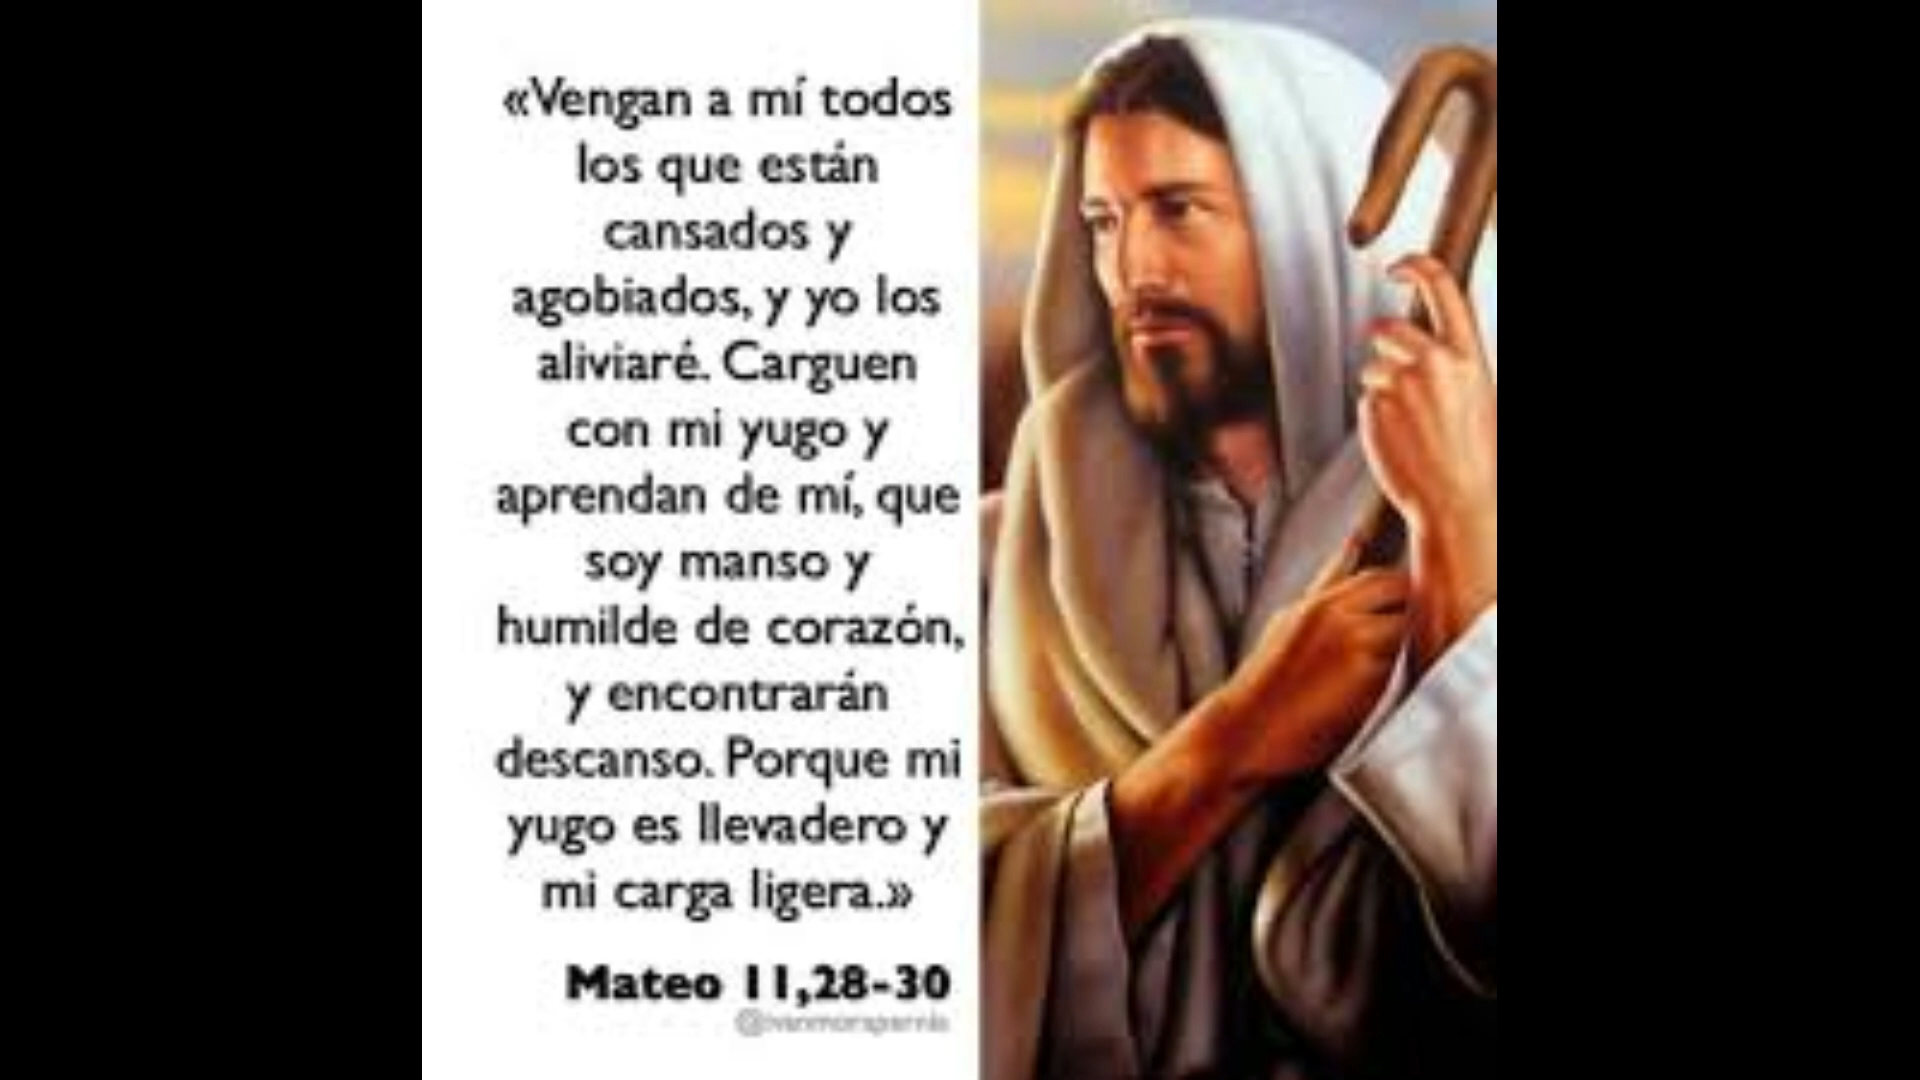 «Vengan a mí todos
los que están
cansados y
agobiados, y yo los
aliviaré. Carguen
con mi yugo y
aprendan de mí, que
soy manso y
humilde de corazón,
y encontrarán
descanso. Porque mi
yugo es llevadero y
mi carga ligera.»
Mateo 11,28-30